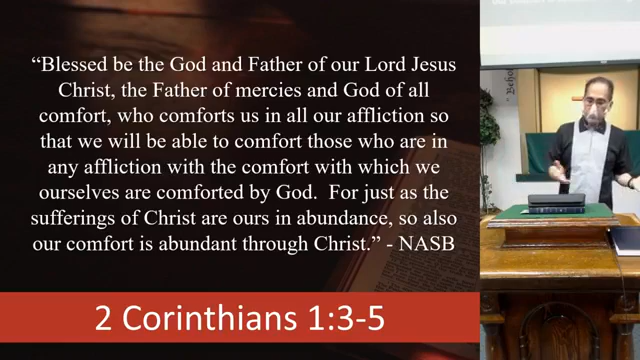 “Blessed be the God and Father of our Lord Jesus
Christ, the Father of mercies and God of all
comfort, who comforts us in all our affliction so
that we will be able to comfort those who are in
any affliction with the comfort with which we
ourselves are comforted by God.  For just as the
sufferings of Christ are ours in abundance, so also
our comfort is abundant through Christ.” - NASB
2 Corinthians 1:3-5
Behold